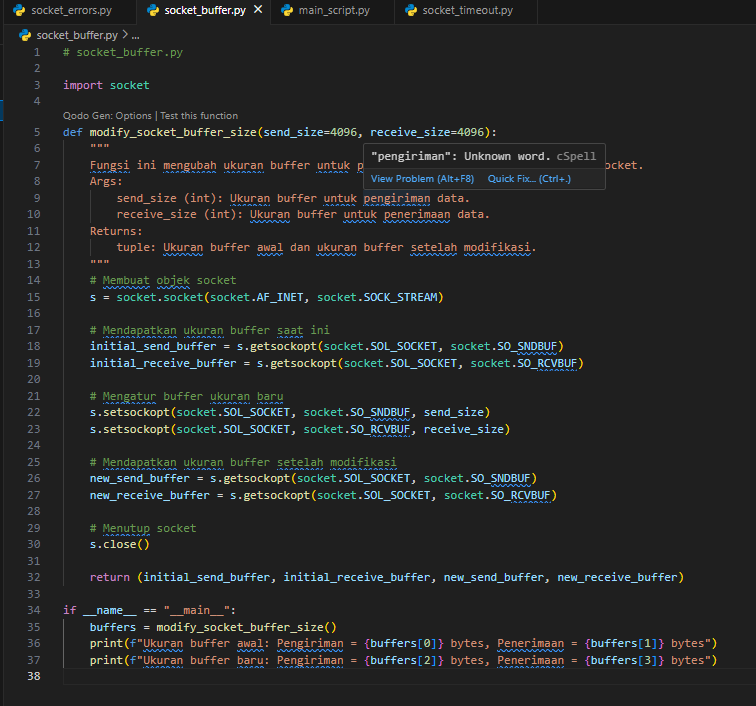 socket_errors.py socket_buffer.py main_script.py socket_timeout.py
socket_buffer.py > ...
1 # socket_buffer.py
2
3 import socket
4
Qodo Gen: Options | Test this function
5 def modify_socket_buffer_size(send_size=4096, receive_size=4096):
6 """
"pengiriman": Unknown word. cSpell
7 Fungsi ini mengubah ukuran buffer untuk p ocket.
8 Args:
View Problem (Alt+F8) Quick Fix... (Ctrl+.)
9 send_size (int): Ukuran buffer untuk pengiriman data.
10 receive_size (int): Ukuran buffer untuk penerimaan data.
11 Returns:
12 tuple: Ukuran buffer awal dan ukuran buffer setelah modifikasi.
13 """
14 # Membuat objek socket
15 s = socket.socket(socket.AF_INET, socket.SOCK_STREAM)
16
17 # Mendapatkan ukuran buffer saat ini
18 initial_send_buffer = s.getsockopt(socket.SOL_SOCKET, socket.SO_SNDBUF)
19 initial_receive_buffer = s.getsockopt(socket.SOL_SOCKET, socket.SO_RCVBUF)
20
21 # Mengatur buffer ukuran baru
22 s.setsockopt(socket.SOL_SOCKET, socket.SO_SNDBUF, send_size)
23 s.setsockopt(socket.SOL_SOCKET, socket.SO_RCVBUF, receive_size)
24
25 # Mendapatkan ukuran buffer setelah modifikasi
26 new_send_buffer = s.getsockopt(socket.SOL_SOCKET, socket.SO_SNDBUF)
27 new_receive_buffer = s.getsockopt(socket.SOL_SOCKET, socket.SO_RCVBUF)
28
29 # Menutup socket
30 s.close()
31
32 return (initial_send_buffer, initial_receive_buffer, new_send_buffer, new_receive_buffer)
33
34 if __name__ == "__main__":
35 buffers = modify_socket_buffer_size()
36 print(f"Ukuran buffer awal: Pengiriman = {buffers[0]} bytes, Penerimaan = {buffers[1]} bytes")
37 print(f"Ukuran buffer baru: Pengiriman = {buffers[2]} bytes, Penerimaan = {buffers[3]} bytes")
38